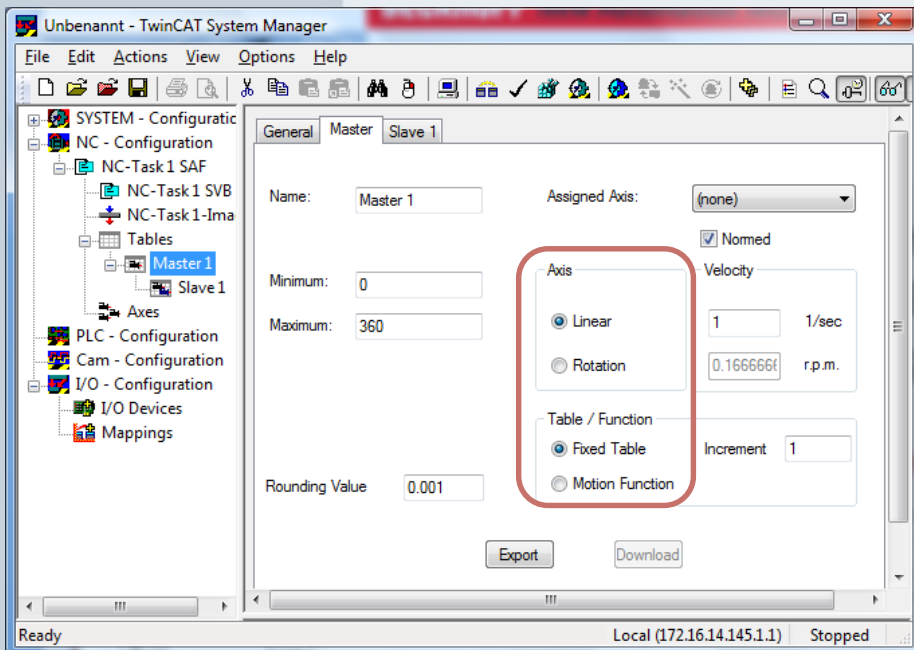 Unbenannt - TwinCAT System Manager
File Edit Actions View Options Help
SYSTEM - Configuratic
NC - Configuration
NC-Task 1 SAF
NC-Task 1 SVB
NC-Task 1-Ima
Tables
Master 1
Slave 1
Axes
PLC - Configuration
Cam - Configuration
I/O - Configuration
I/O Devices
Mappings
General Master Slave 1
Name: Master 1 Assigned Axis: (none)
Normed
Minimum: 0 Axis Velocity
Maximum: 360 Linear 1 1/sec
Rotation 0.1666666 r.p.m.
Table / Function
Fixed Table Increment 1
Rounding Value 0.001 Motion Function
Export Download
Ready Local (172.16.14.145.1.1) Stopped